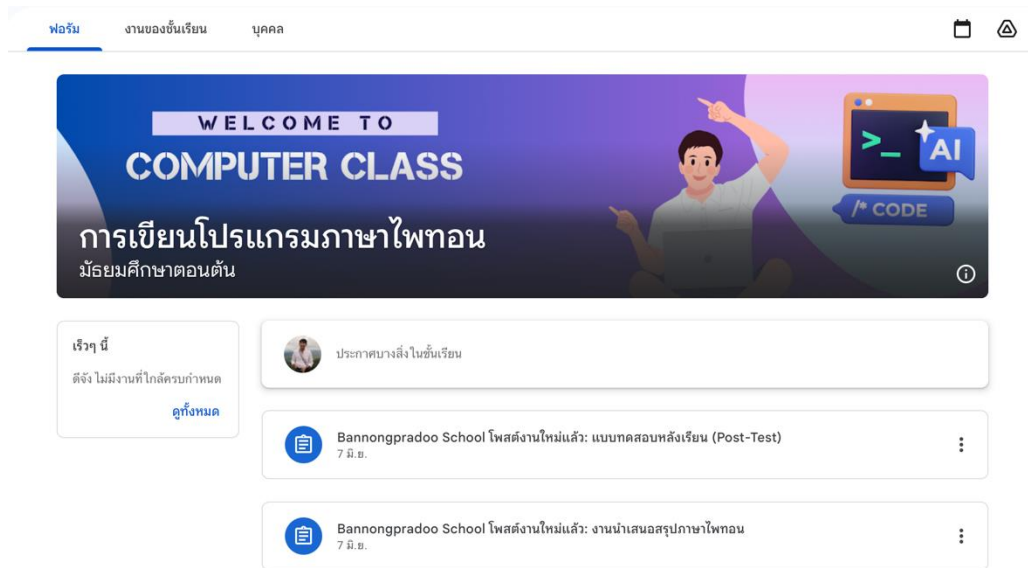 ฟอรัม
งานของชั้นเรียน
บุคคล
WELCOME TO
COMPUTER CLASS
>_
AI
/* CODE
การเขียนโปรแกรมภาษาไพทอน
มัธยมศึกษาตอนต้น
เร็วๆ นี้
ดีจัง ไม่มีงานที่ใกล้ครบกำหนด
ดูทั้งหมด
ประกาศบางสิ่งในชั้นเรียน
Bannongpradoo School โพสต์งานใหม่แล้ว: แบบทดสอบหลังเรียน (Post-Test)
7 มิ.ย.
Bannongpradoo School โพสต์งานใหม่แล้ว: งานนำเสนอสรุปภาษาไพทอน
7 มิ.ย.